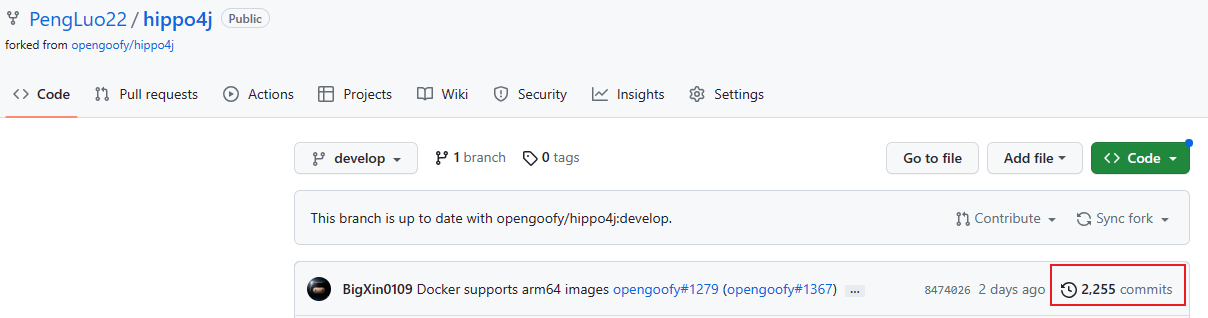 PengLuo22 / hippo4j Public
forked from opengoofy/hippo4j
Code Pull requests Actions Projects Wiki Security Insights Settings
develop 1 branch 0 tags Go to file Add file Code
This branch is up to date with opengoofy/hippo4j:develop. Contribute Sync fork
BigXin0109 Docker supports arm64 images opengoofy#1279 (opengoofy#1367) ... 8474026 2 days ago 2,255 commits